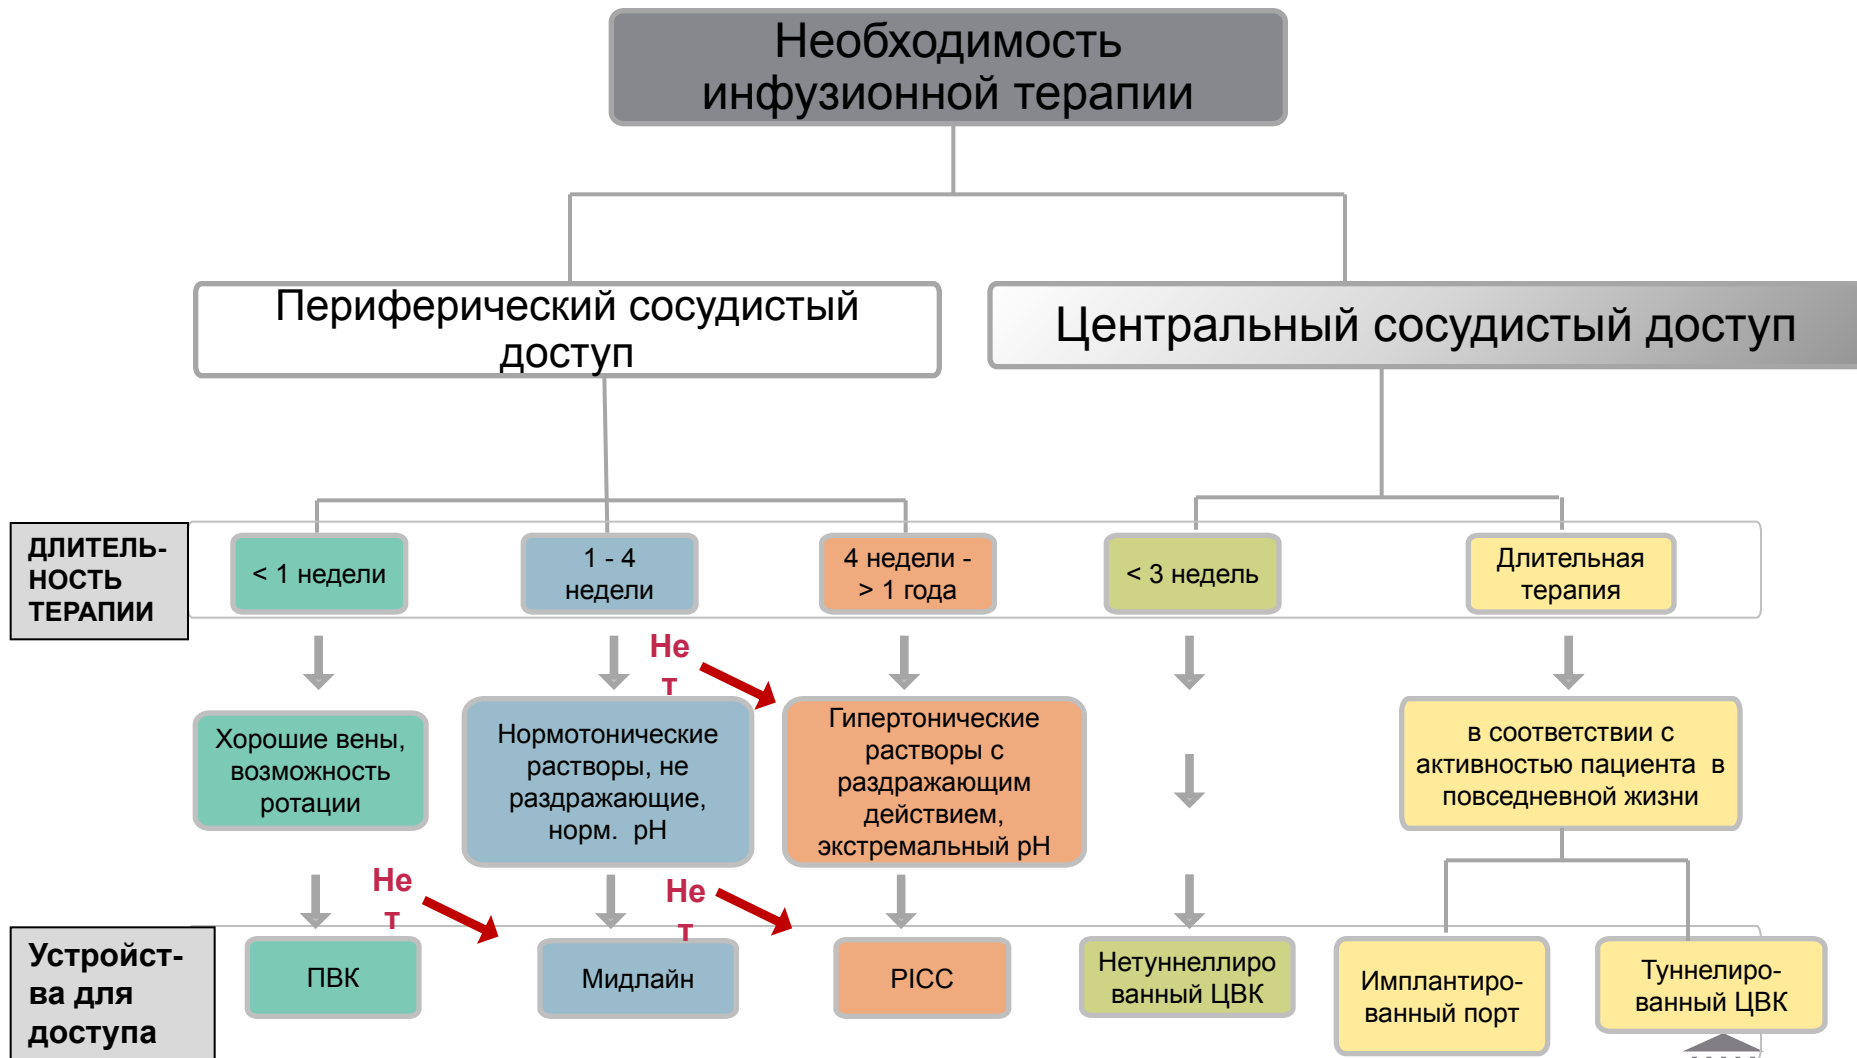 Необходимость
инфузионной терапии
Периферический сосудистый
доступ
Центральный сосудистый доступ
ДЛИТЕЛЬ-
НОСТЬ
ТЕРАПИИ
< 1 недели
1 - 4
недели
4 недели -
> 1 года
< 3 недель
Длительная
терапия
Не
т
Хорошие вены,
возможность
ротации
Нормотонические
растворы, не
раздражающие,
норм. pH
Гипертонические
растворы с
раздражающим
действием,
экстремальный pH
в соответствии с
активностью пациента в
повседневной жизни
Не
т
Не
т
Устройст-
ва для
доступа
ПВК
Мидлайн
PICC
Нетуннеллиро
ванный ЦВК
Имплантиро-
ванный порт
Туннелиро-
ванный ЦВК